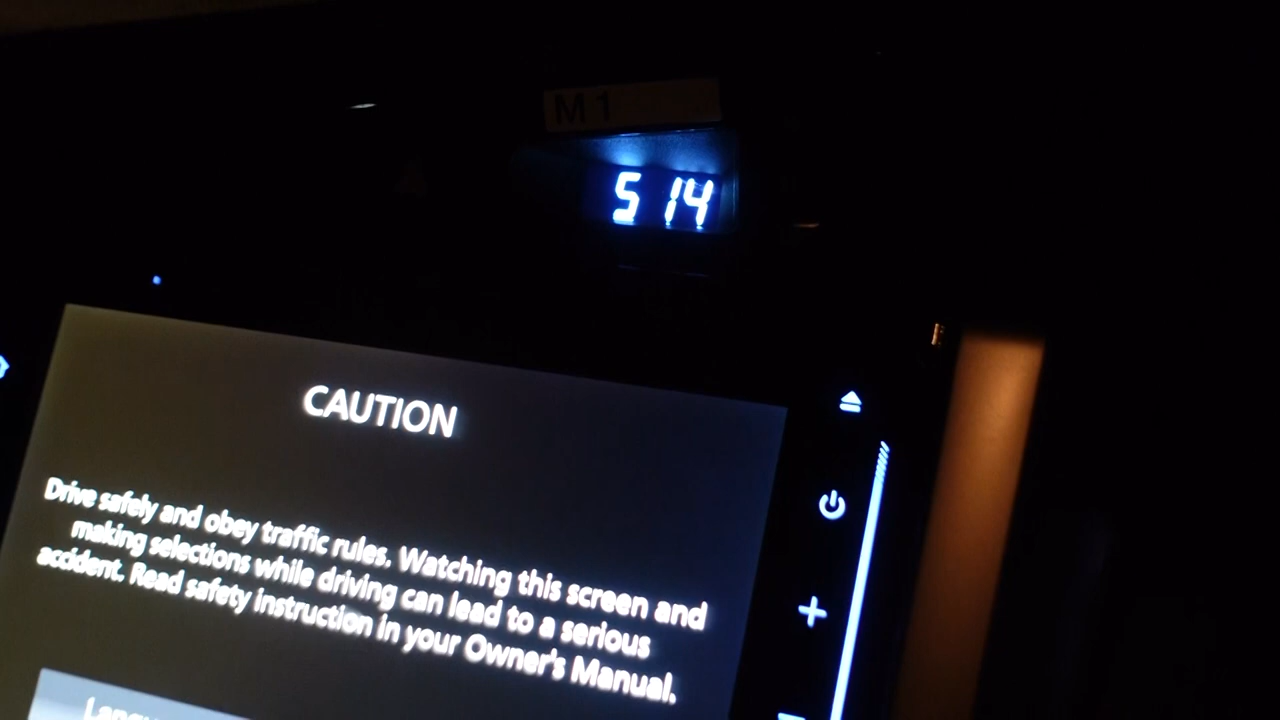 M 1
5 14
CAUTION
Drive safely and obey traffic rules. Watching this screen and
making selections while driving can lead to a serious
accident. Read safety instruction in your Owner's Manual.